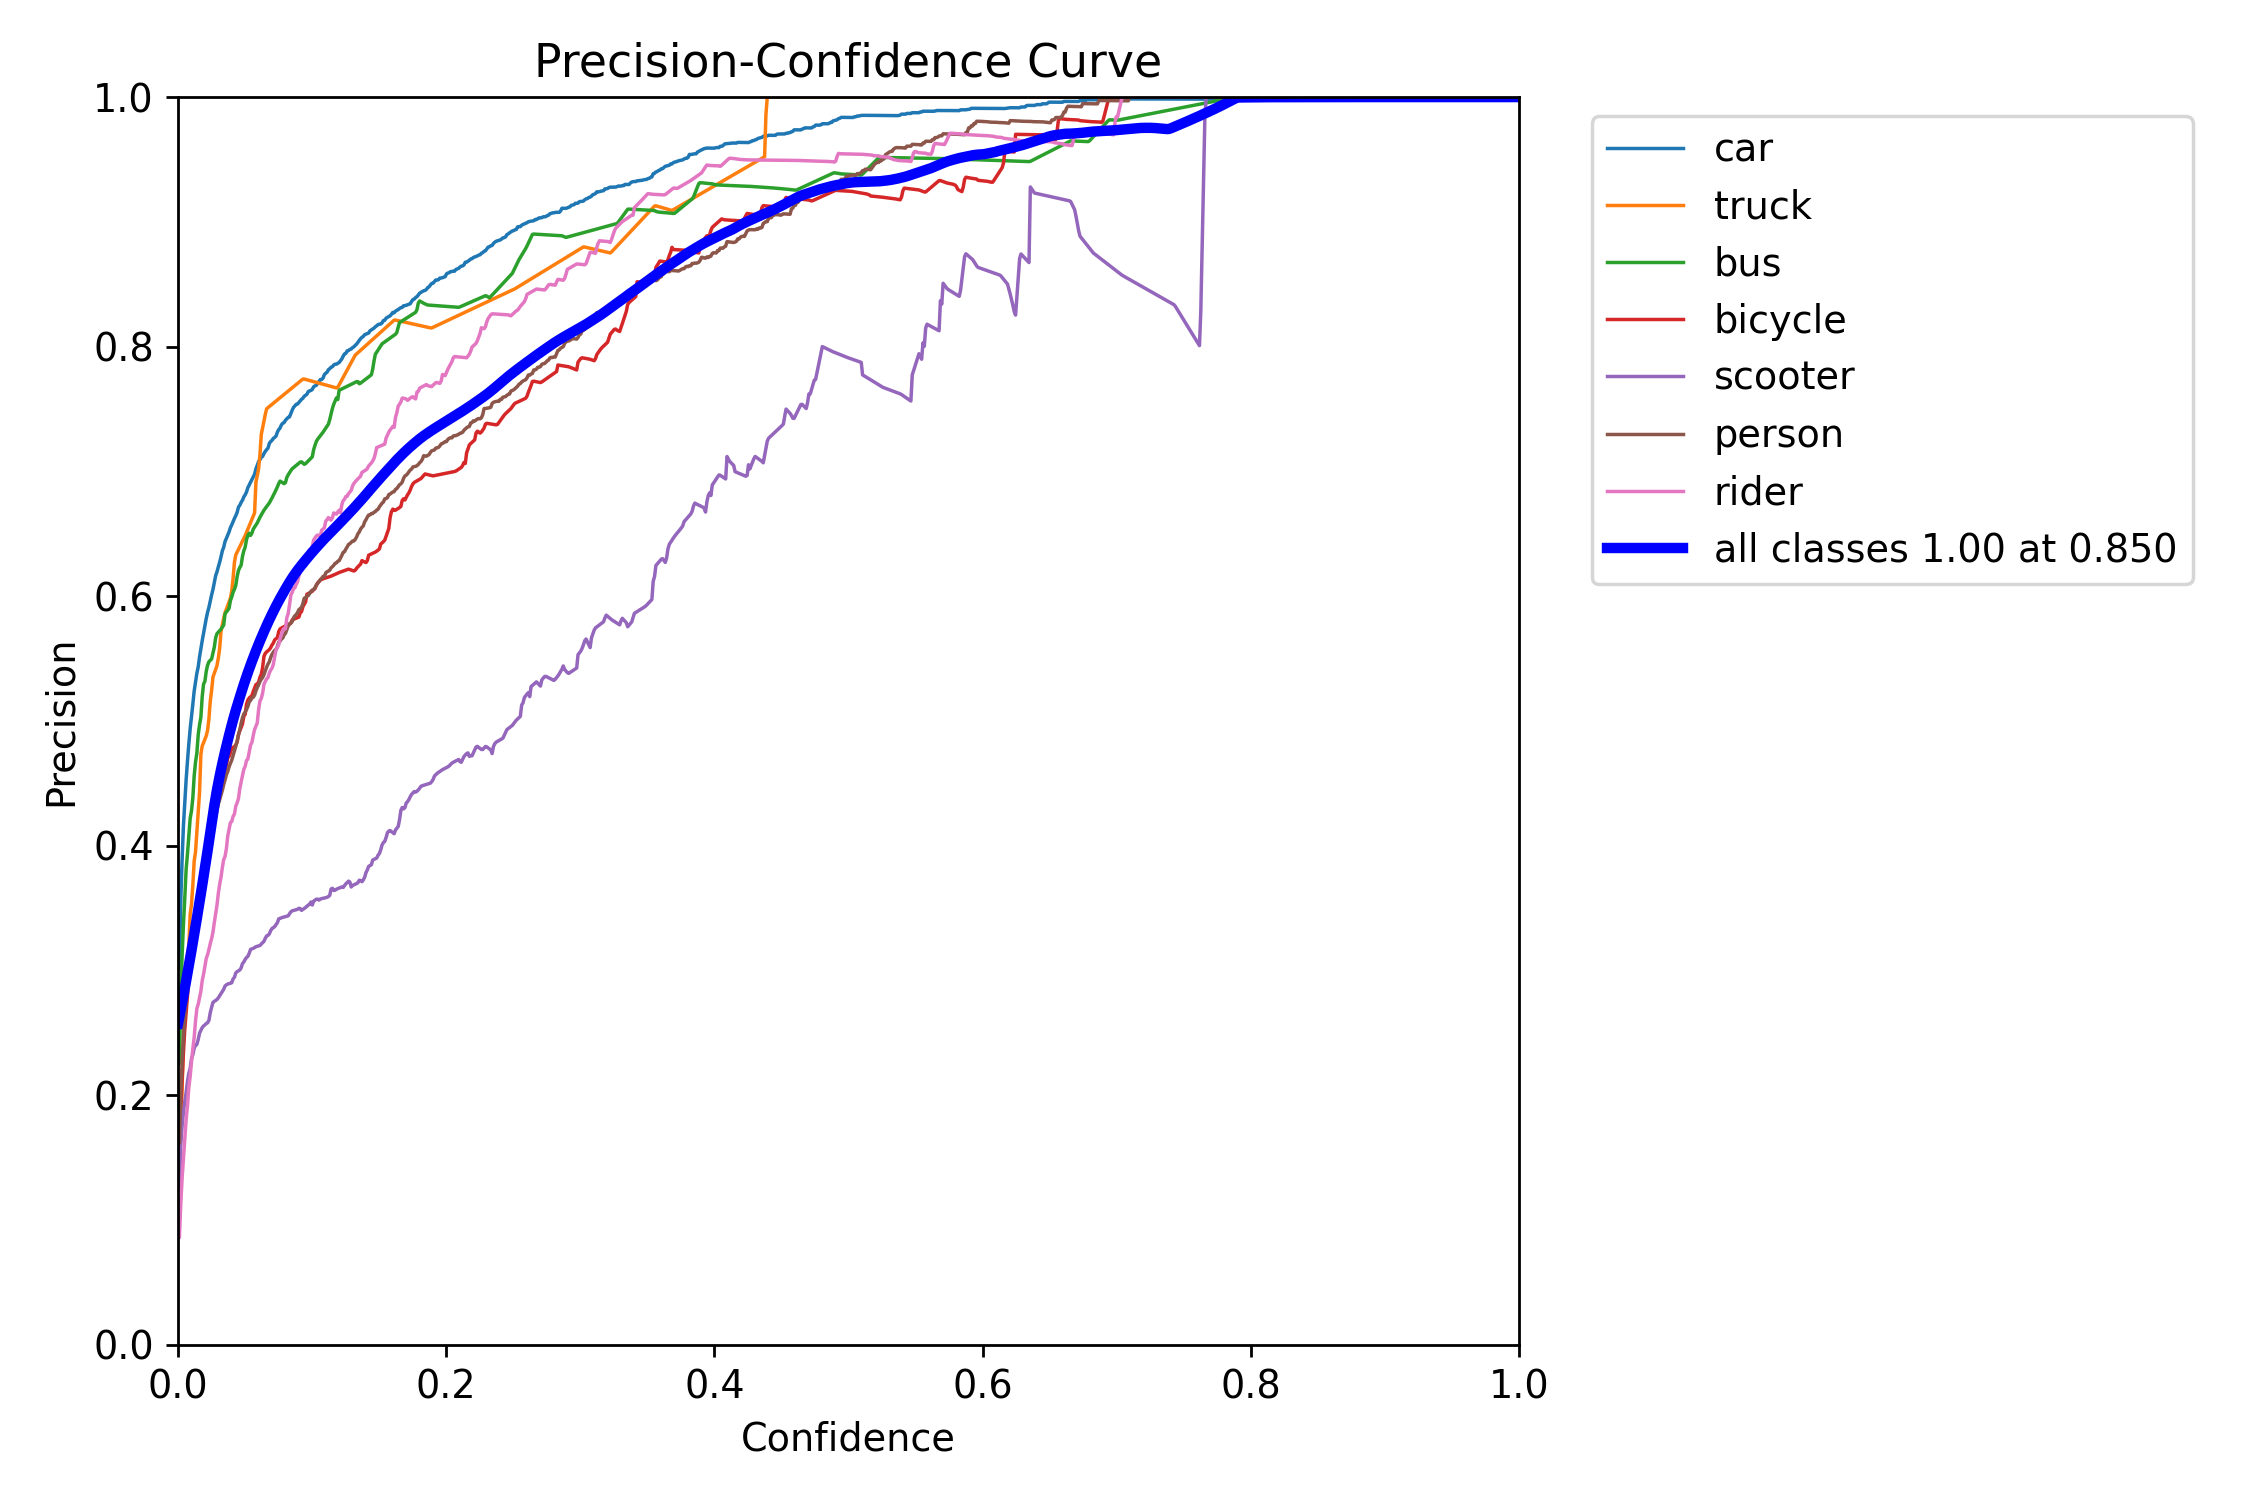 Precision-Confidence Curve
1.0
0.8
0.6
0.4
0.2
0.0
Precision
0.0 0.2 0.4 0.6 0.8 1.0
Confidence
car
truck
bus
bicycle
scooter
person
rider
all classes 1.00 at 0.850